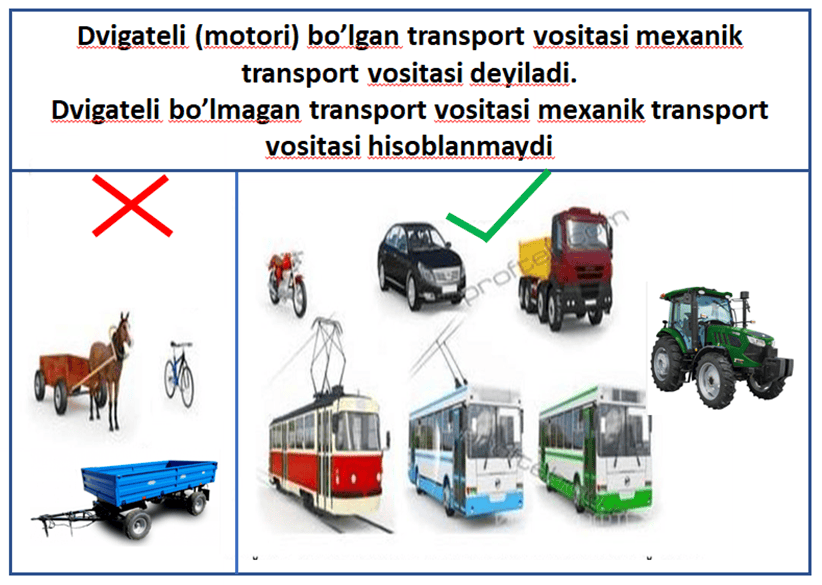 Dvigateli (motori) bo’lgan transport vositasi mexanik
transport vositasi deyiladi.
Dvigateli bo’lmagan transport vositasi mexanik transport
vositasi hisoblanmaydi